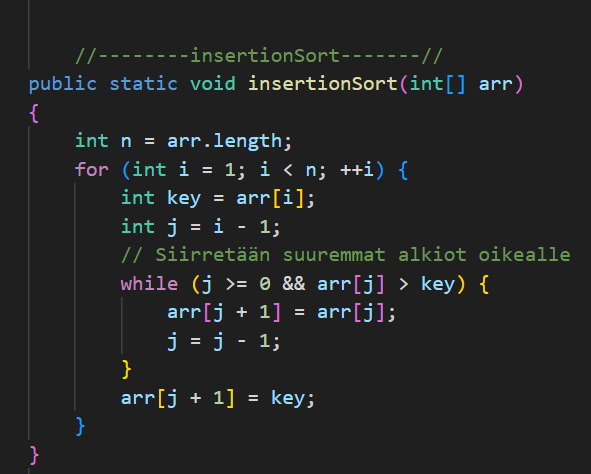 //--------insertionSort-------//
public static void insertionSort(int[] arr)
{
int n = arr.length;
for (int i = 1; i < n; ++i) {
int key = arr[i];
int j = i - 1;
// Siirretään suuremmat alkiot oikealle
while (j >= 0 && arr[j] > key) {
arr[j + 1] = arr[j];
j = j - 1;
}
arr[j + 1] = key;
}
}